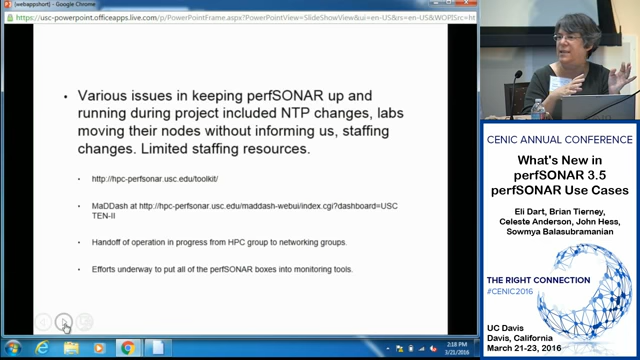 (webappshort) - Google Chrome
https://usc-powerpoint.officeapps.live.com/p/PowerPointFrame.aspx?PowerPointView=SlideShowView&ui=en-US&rs=en-US&WOPISrc=ht
• Various issues in keeping perfSONAR up and
running during project included NTP changes, labs
moving their nodes without informing us, staffing
changes. Limited staffing resources.
• http://hpc-perfsonar.usc.edu/toolkit/
• MaDDash at http://hpc-perfsonar.usc.edu/maddash-webui/index.cgi?dashboard=USC
TEN-II
• Handoff of operation in progress from HPC group to networking groups.
• Efforts underway to put all of the perfSONAR boxes into monitoring tools.
2:18 PM
3/21/2016
CENIC ANNUAL CONFERENCE
What's New in
perfSONAR 3.5
perfSONAR Use Cases
Eli Dart, Brian Tierney,
Celeste Anderson, John Hess,
Sowmya Balasubramanian
THE RIGHT CONNECTION
#CENIC2016
UC Davis
Davis, California
March 21-23, 2016